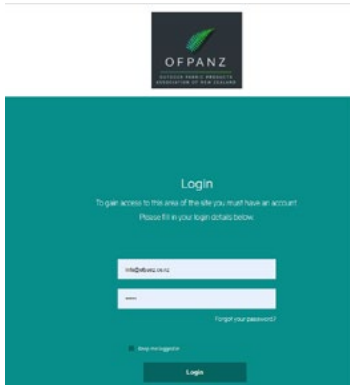 OFPANZ
OUTDOOR FABRIC PRODUCTS
ASSOCIATION OF NEW ZEALAND
Login
To gain access to this area of the site you must have an account.
Please fill in your login details below.
info@ofpanz.co.nz
Forgot your password?
Keep me logged in
Login